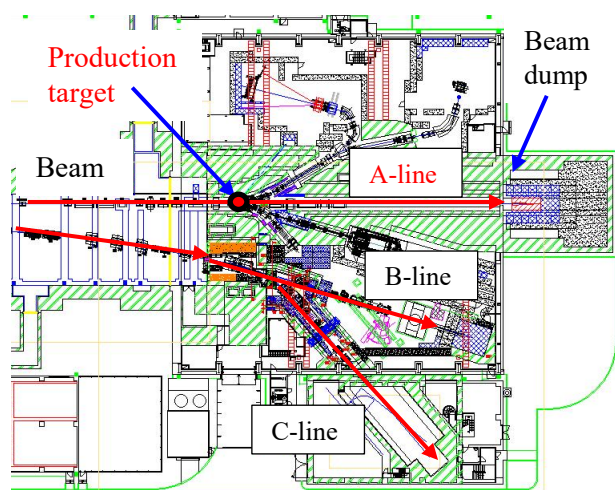 Production
target
Beam
dump
Beam
A-line
B-line
C-line